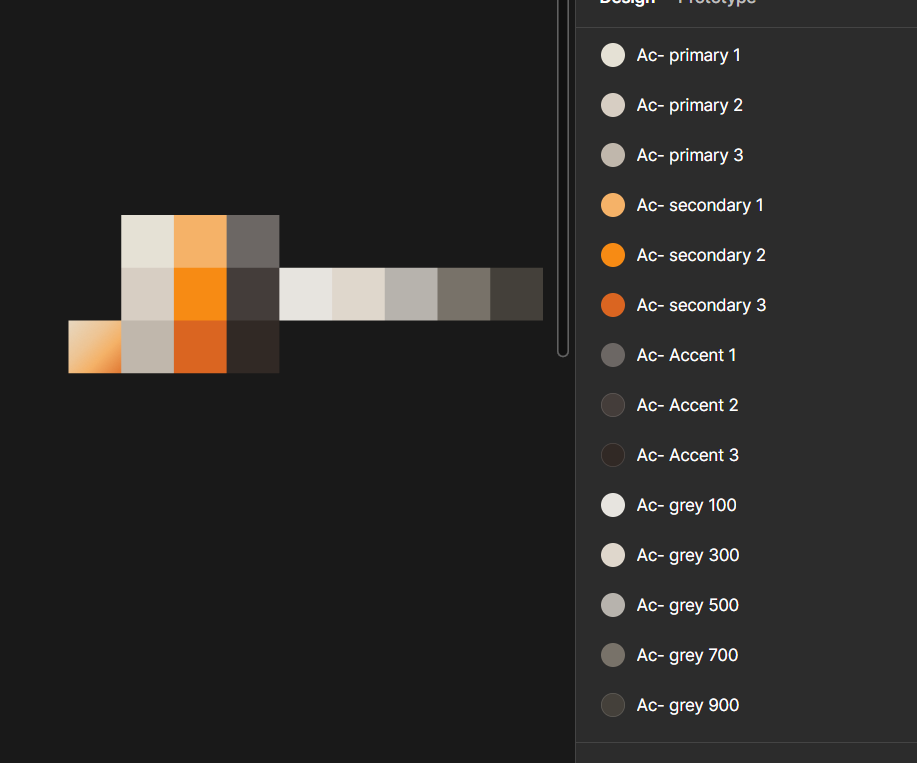 Design Prototype
Ac- primary 1
Ac- primary 2
Ac- primary 3
Ac- secondary 1
Ac- secondary 2
Ac- secondary 3
Ac- Accent 1
Ac- Accent 2
Ac- Accent 3
Ac- grey 100
Ac- grey 300
Ac- grey 500
Ac- grey 700
Ac- grey 900